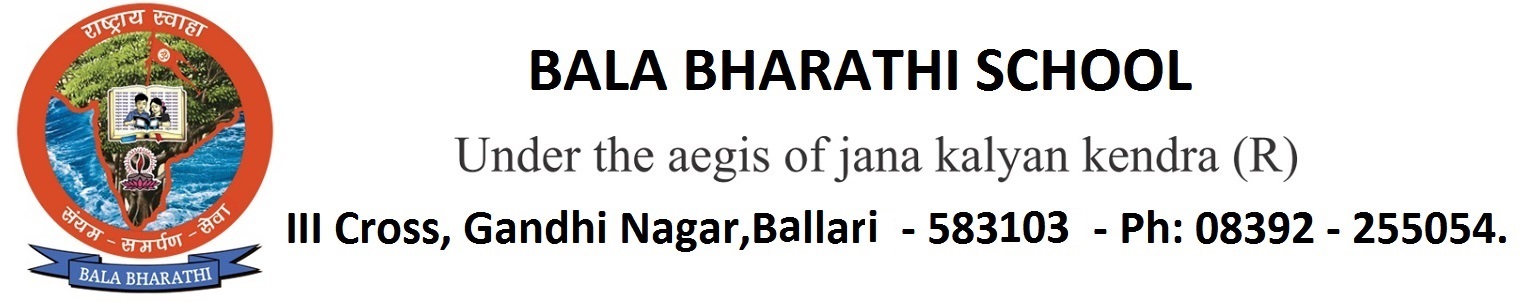 राष्ट्राय स्वाहा
संयम - समर्पण - सेवा
BALA BHARATHI
BALA BHARATHI SCHOOL
Under the aegis of jana kalyan kendra (R)
III Cross, Gandhi Nagar,Ballari - 583103 - Ph: 08392 - 255054.